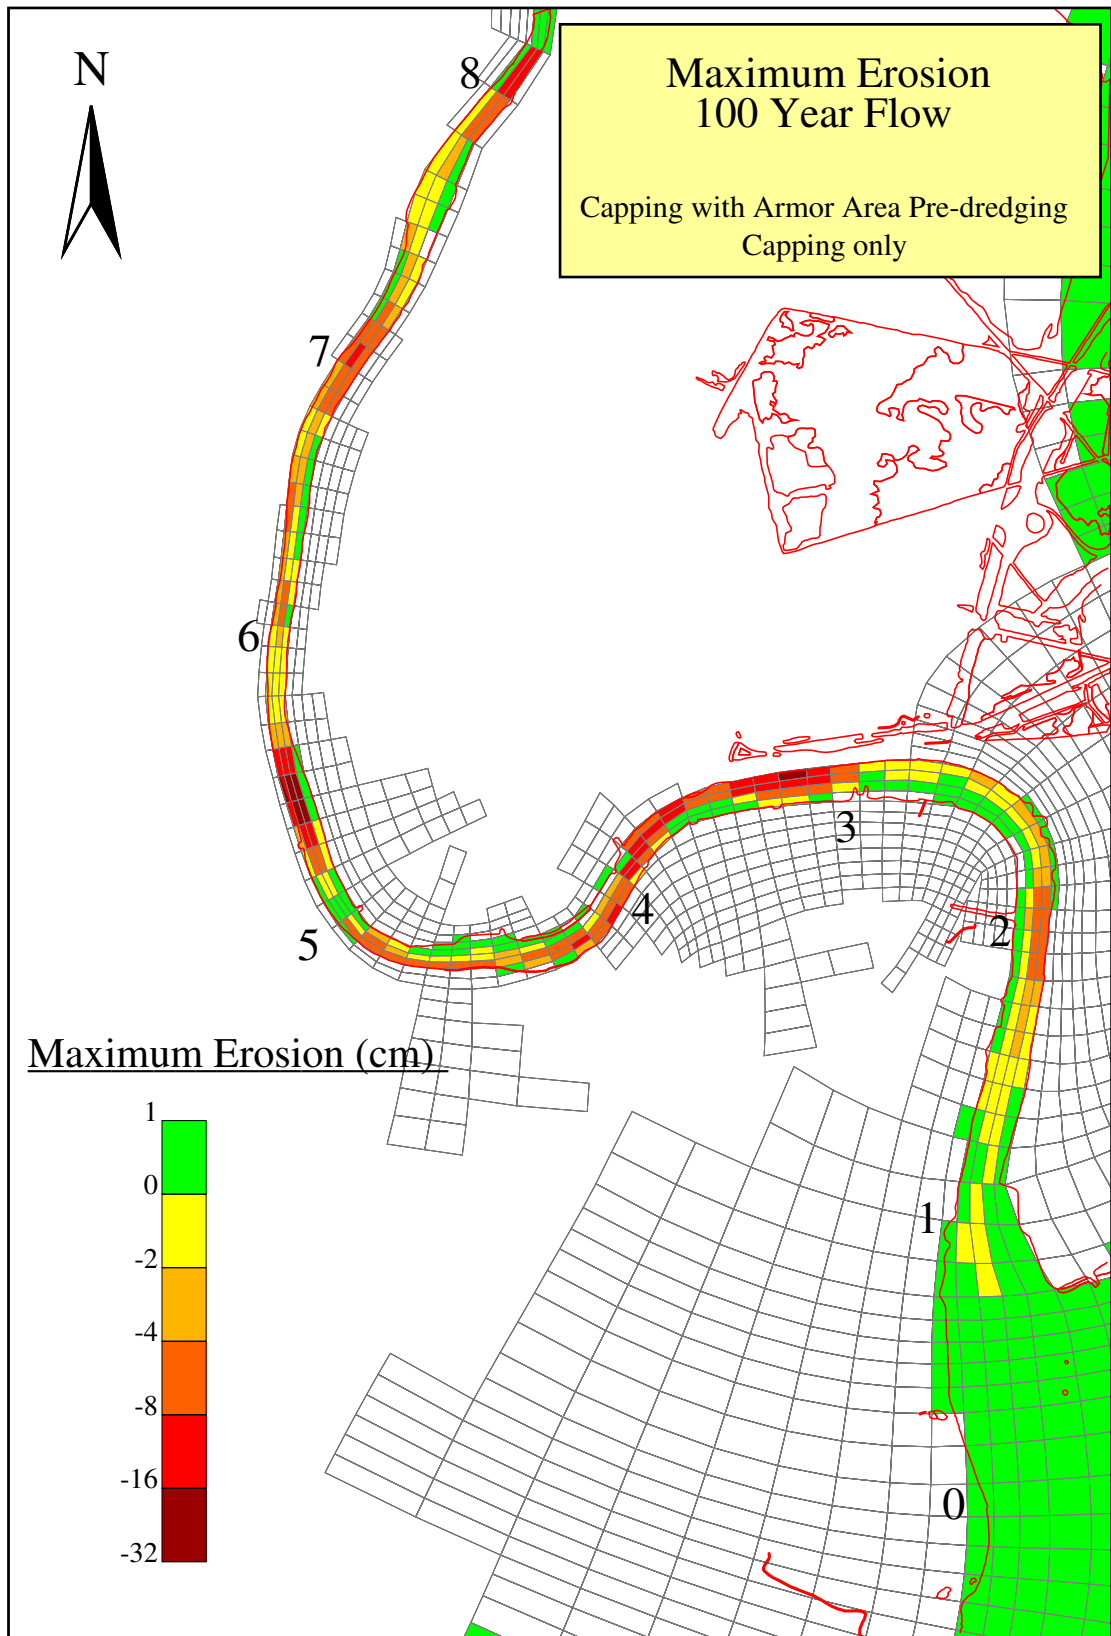 N
Maximum Erosion
100 Year Flow
Capping with Armor Area Pre-dredging
Capping only
8
7
6
5
4
3
2
1
0
Maximum Erosion (cm)
1
0
-2
-4
-8
-16
-32